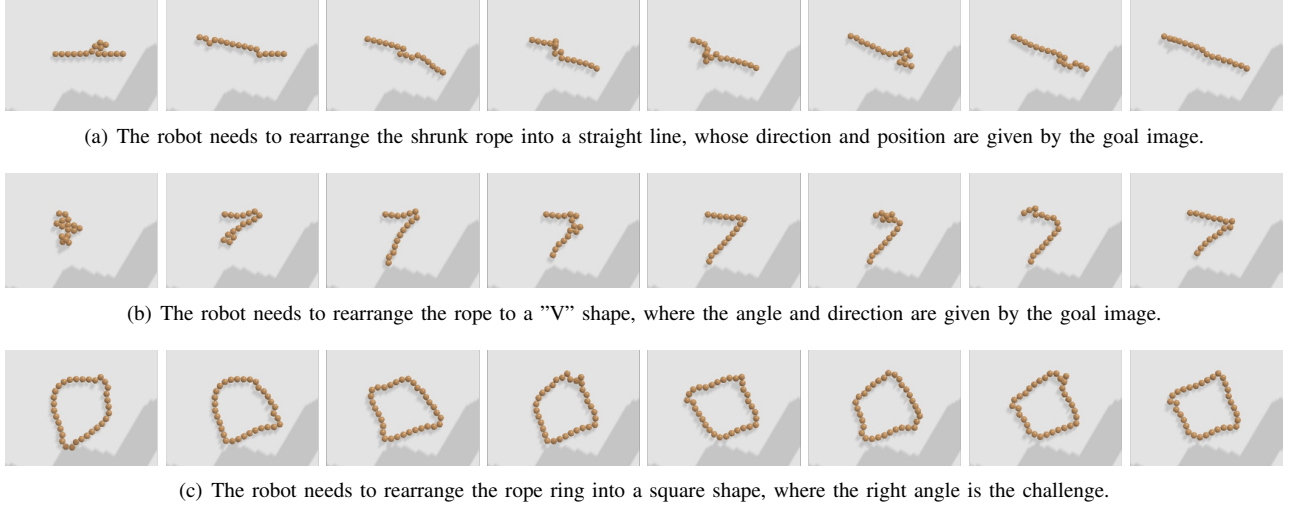 (a) The robot needs to rearrange the shrunk rope into a straight line, whose direction and position are given by the goal image.
(b) The robot needs to rearrange the rope to a ”V” shape, where the angle and direction are given by the goal image.
(c) The robot needs to rearrange the rope ring into a square shape, where the right angle is the challenge.